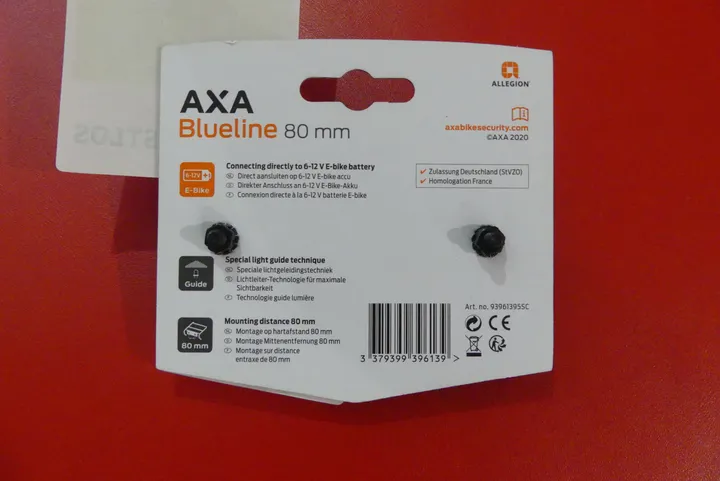 ALLEGION
AXA
Blueline 80 mm
axabikesecurity.com
©AXA 2020
6-12V
E-Bike
Connecting directly to 6-12 V E-bike battery
Direct aansluiten op 6-12 V E-bike accu
Direkter Anschluss an 6-12 V E-Bike-Akku
Connexion directe à la 6-12 V batterie E-bike
✓ Zulassung Deutschland (StVZO)
✓ Homologation France
Guide
Special light guide technique
Speciale lichtgeleidingstechniek
Lichtleiter-Technologie für maximale
Sichtbarkeit
Technologie guide lumière
80 mm
Mounting distance 80 mm
Montage op hartafstand 80 mm
Montage Mittenentfernung 80 mm
Montage sur distance
entraxe de 80 mm
Art. no. 93961395SC
CE
3 379399 396139 >